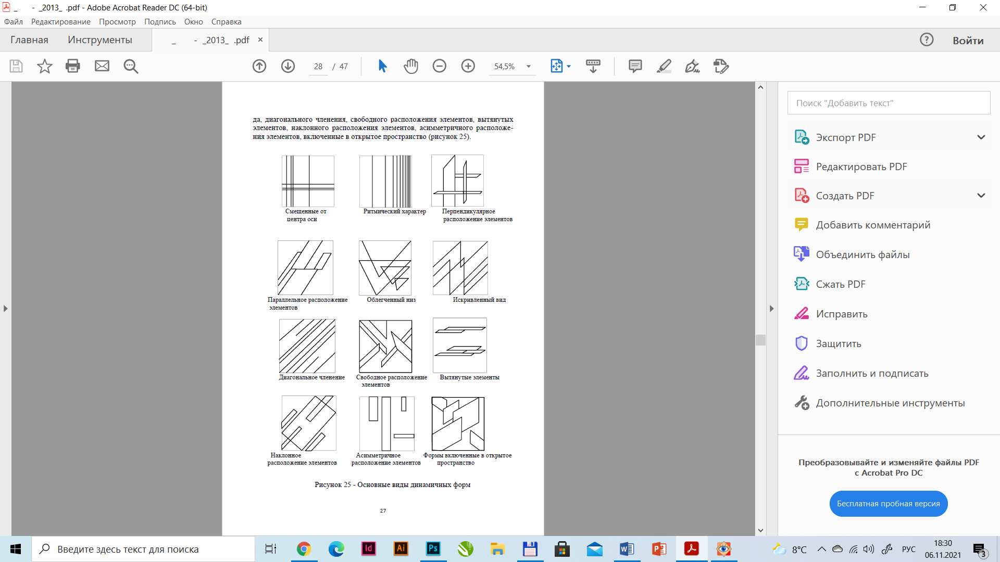 _ - _2013_ .pdf - Adobe Acrobat Reader DC (64-bit)
Файл Редактирование Просмотр Подпись Окно Справка
Главная Инструменты _ - _2013_ .pdf × ? Войти
28 / 47 54,5%
да, диагонального членения, свободного расположения элементов, вытянутых
элементов, наклонного расположения элементов, асимметричного расположе-
ния элементов, включенные в открытое пространство (рисунок 25).
Смещенные от
центра оси
Ритмический характер
Перпендикулярное
расположение элементов
Параллельное расположение
элементов
Облегченный низ
Искривленный вид
Диагональное членение
Свободное расположение
элементов
Вытянутые элементы
Наклонное
расположение элементов
Асимметричное
расположение элементов
Формы включенные в открытое
пространство
Рисунок 25 - Основные виды динамичных форм
27
Поиск "Добавить текст"
Экспорт PDF
Редактировать PDF
Создать PDF
Добавить комментарий
Объединить файлы
Сжать PDF
Исправить
Защитить
Заполнить и подписать
Дополнительные инструменты
Преобразовывайте и изменяйте файлы PDF
с Acrobat Pro DC
Бесплатная пробная версия
Введите здесь текст для поиска
Id Ai Ps
8°C РУС
18:30
06.11.2021
3